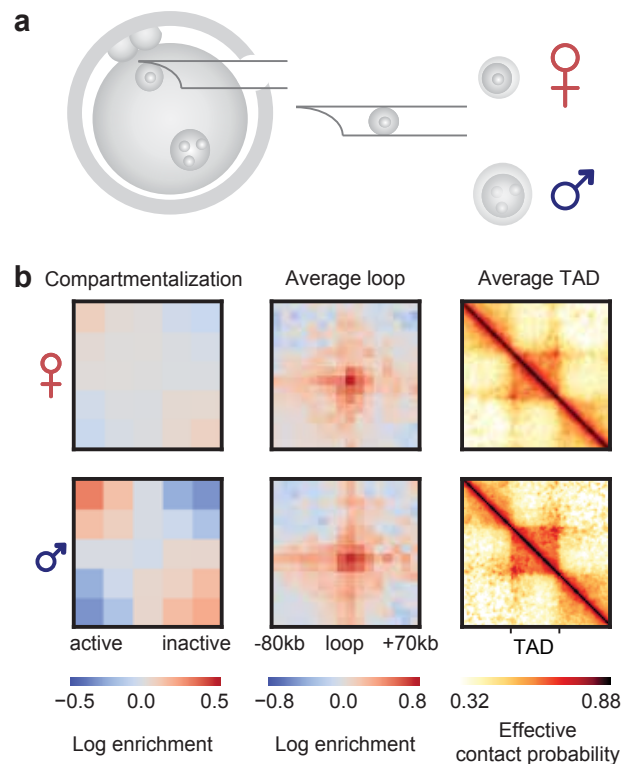 a
♀
♂
b
Compartmentalization Average loop Average TAD
♀
♂
active inactive -80kb loop +70kb TAD
−0.5 0.0 0.5 −0.8 0.0 0.8 0.32 0.88
Log enrichment Log enrichment Effective
contact probability